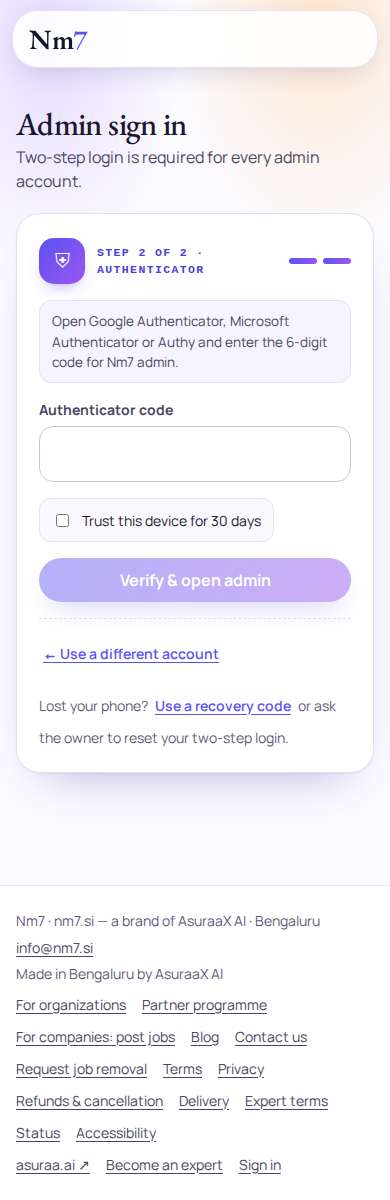 Nm7
Admin sign in
Two-step login is required for every admin
account.
STEP 2 OF 2 ·
AUTHENTICATOR
Open Google Authenticator, Microsoft
Authenticator or Authy and enter the 6-digit
code for Nm7 admin.
Authenticator code
Trust this device for 30 days
Verify & open admin
← Use a different account
Lost your phone? Use a recovery code or ask
the owner to reset your two-step login.
Nm7 · nm7.si — a brand of AsuraaX AI · Bengaluru
info@nm7.si
Made in Bengaluru by AsuraaX AI
For organizations Partner programme
For companies: post jobs Blog Contact us
Request job removal Terms Privacy
Refunds & cancellation Delivery Expert terms
Status Accessibility
asuraa.ai ↗ Become an expert Sign in